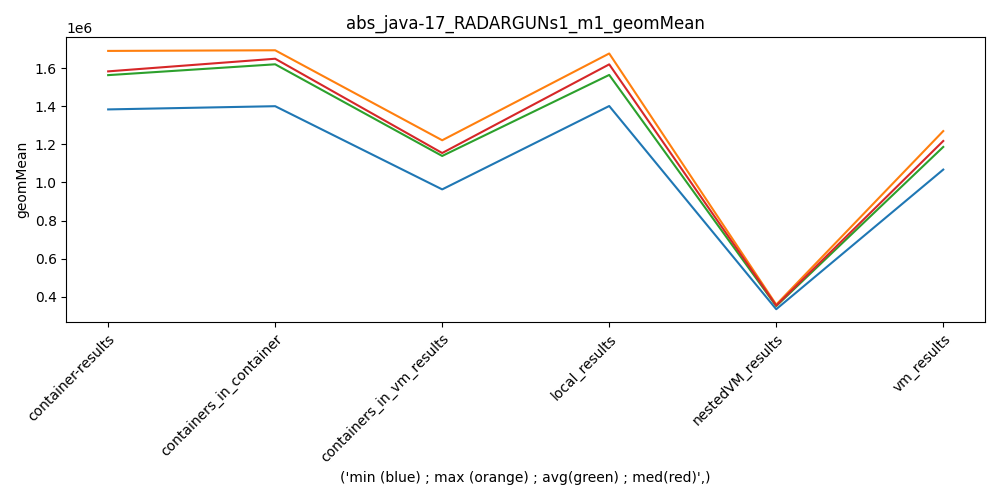 abs_java-17_RADARGUNs1_m1_geomMean
1e6
1.6
1.4
1.2
1.0
0.8
0.6
0.4
geomMean
container-results
containers_in_container
containers_in_vm_results
local_results
nestedVM_results
vm_results
('min (blue) ; max (orange) ; avg(green) ; med(red)',)